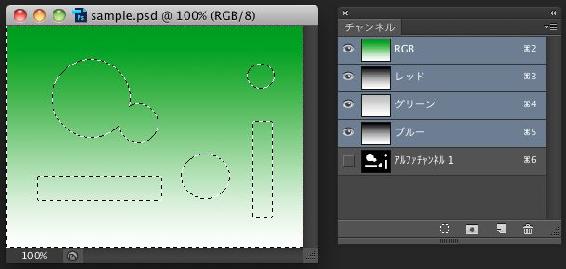 sample.psd @ 100% (RGB/8)
100%
チャンネル
RGB ⌘2
レッド ⌘3
グリーン ⌘4
ブルー ⌘5
アルファチャンネル 1 ⌘6